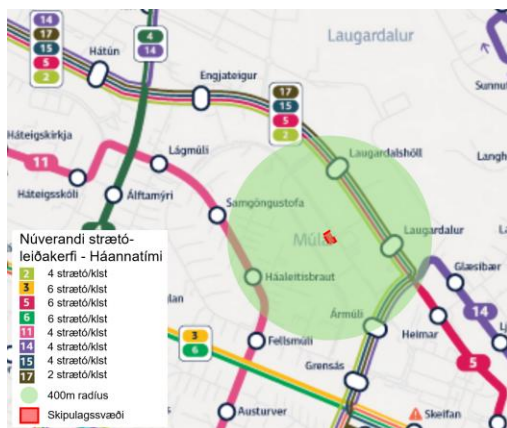 14
17
15
5
2
4
14
Hátún
Engjateigur
Laugardalur
Sunnu
17
15
5
2
Háteigskirkja
11
Lágmúli
Laugardalshöll
Langh
Háteigsskóli
Álftamýri
Samgöngustofa
Múla
Laugardalur
Glæsibær
Háaleitisbraut
14
Ármúli
Heimar
lan
3
6
Fellsmúli
Grensás
5
Austurver
Skeifan
Núverandi strætó-
leiðakerfi - Háannatími
2 4 strætó/klst
3 6 strætó/klst
5 6 strætó/klst
6 6 strætó/klst
11 4 strætó/klst
14 4 strætó/klst
15 4 strætó/klst
17 2 strætó/klst
400m radíus
Skipulagssvæði